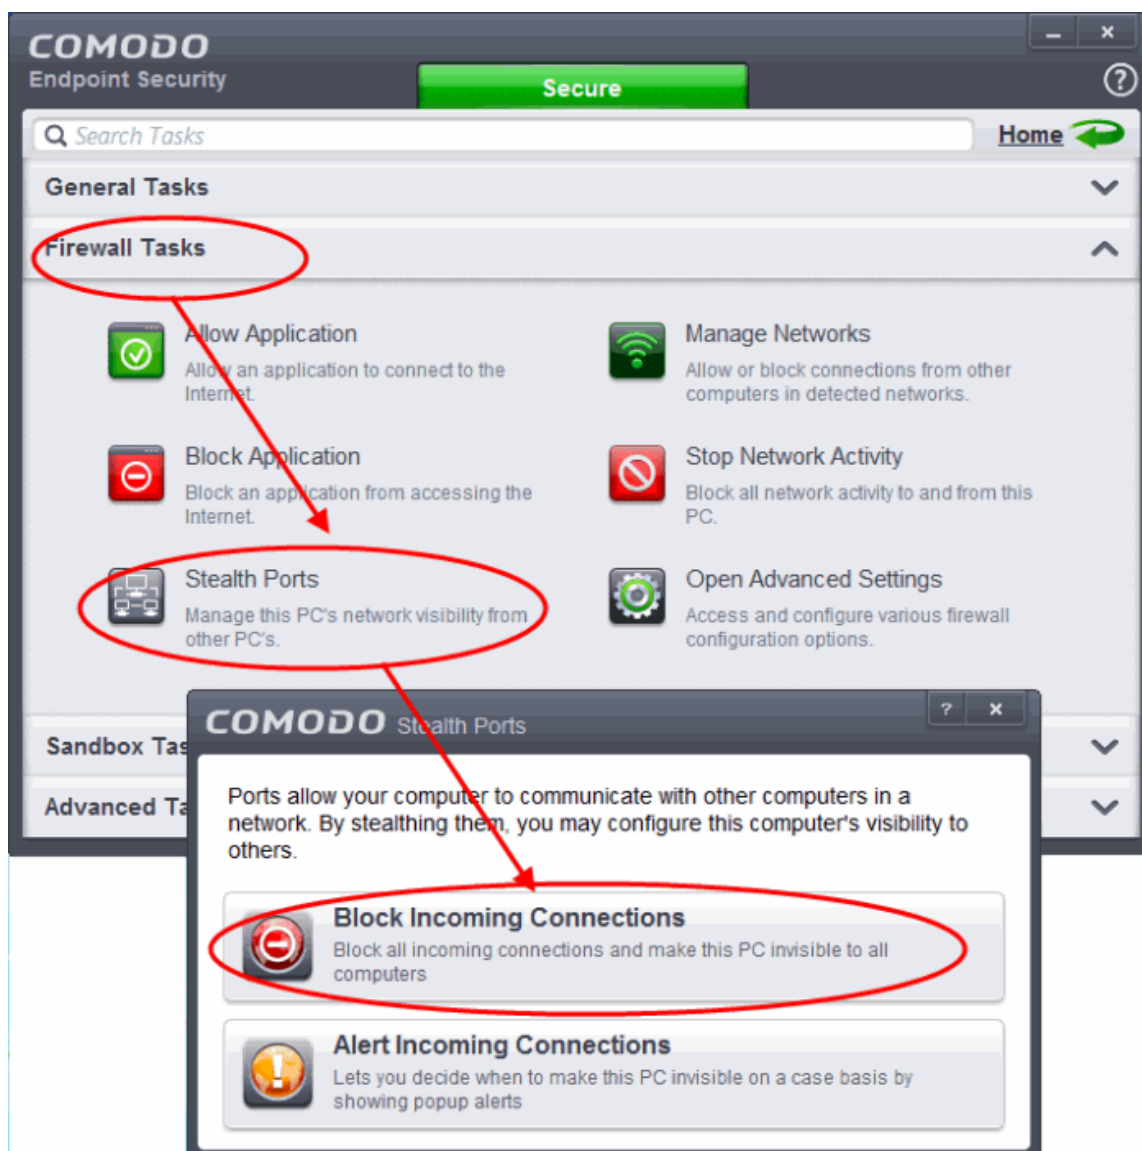 COMODO
Endpoint Security
Secure
?
Search Tasks
Home
General Tasks
Firewall Tasks
Allow Application
Allow an application to connect to the
Internet.
Manage Networks
Allow or block connections from other
computers in detected networks.
Block Application
Block an application from accessing the
Internet.
Stop Network Activity
Block all network activity to and from this
PC.
Stealth Ports
Manage this PC's network visibility from
other PC's.
Open Advanced Settings
Access and configure various firewall
configuration options.
Sandbox Tas
Advanced Ta
COMODO Stealth Ports
?
Ports allow your computer to communicate with other computers in a
network. By stealthing them, you may configure this computer's visibility to
others.
Block Incoming Connections
Block all incoming connections and make this PC invisible to all
computers
Alert Incoming Connections
Lets you decide when to make this PC invisible on a case basis by
showing popup alerts